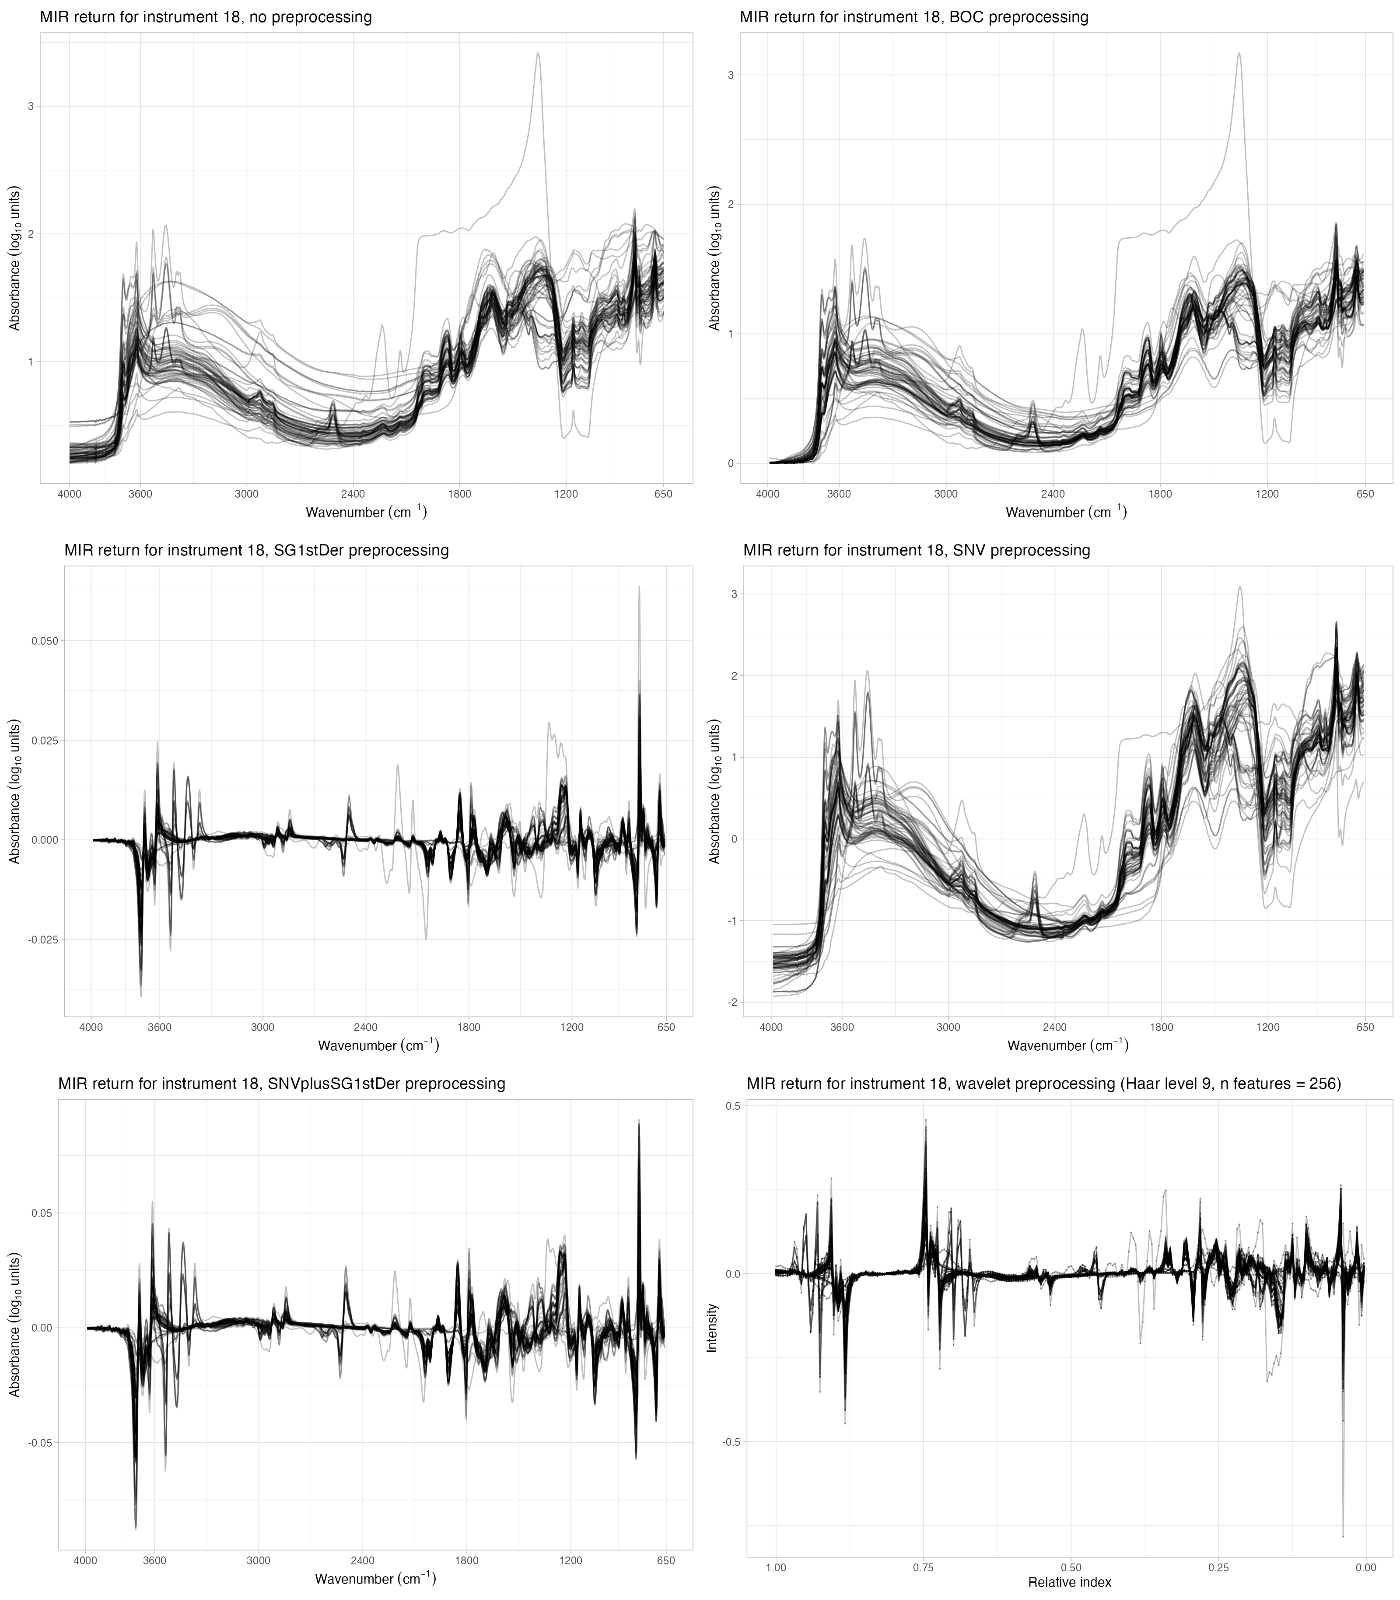 MIR return for instrument 18, no preprocessing
Absorbance (log10 units)
3
2
1
4000 3600 3000 2400 1800 1200 650
Wavenumber (cm 1)
MIR return for instrument 18, BOC preprocessing
Absorbance (log10 units)
3
2
1
0
4000 3600 3000 2400 1800 1200 650
Wavenumber (cm 1)
MIR return for instrument 18, SG1stDer preprocessing
Absorbance (log10 units)
0.050
0.025
0.000
-0.025
4000 3600 3000 2400 1800 1200 650
Wavenumber (cm−1)
MIR return for instrument 18, SNV preprocessing
Absorbance (log10 units)
3
2
1
0
-1
-2
4000 3600 3000 2400 1800 1200 650
Wavenumber (cm−1)
MIR return for instrument 18, SNVplusSG1stDer preprocessing
Absorbance (log10 units)
0.05
0.00
-0.05
4000 3600 3000 2400 1800 1200 650
Wavenumber (cm−1)
MIR return for instrument 18, wavelet preprocessing (Haar level 9, n features = 256)
Intensity
0.5
0.0
-0.5
1.00 0.75 0.50 0.25 0.00
Relative index